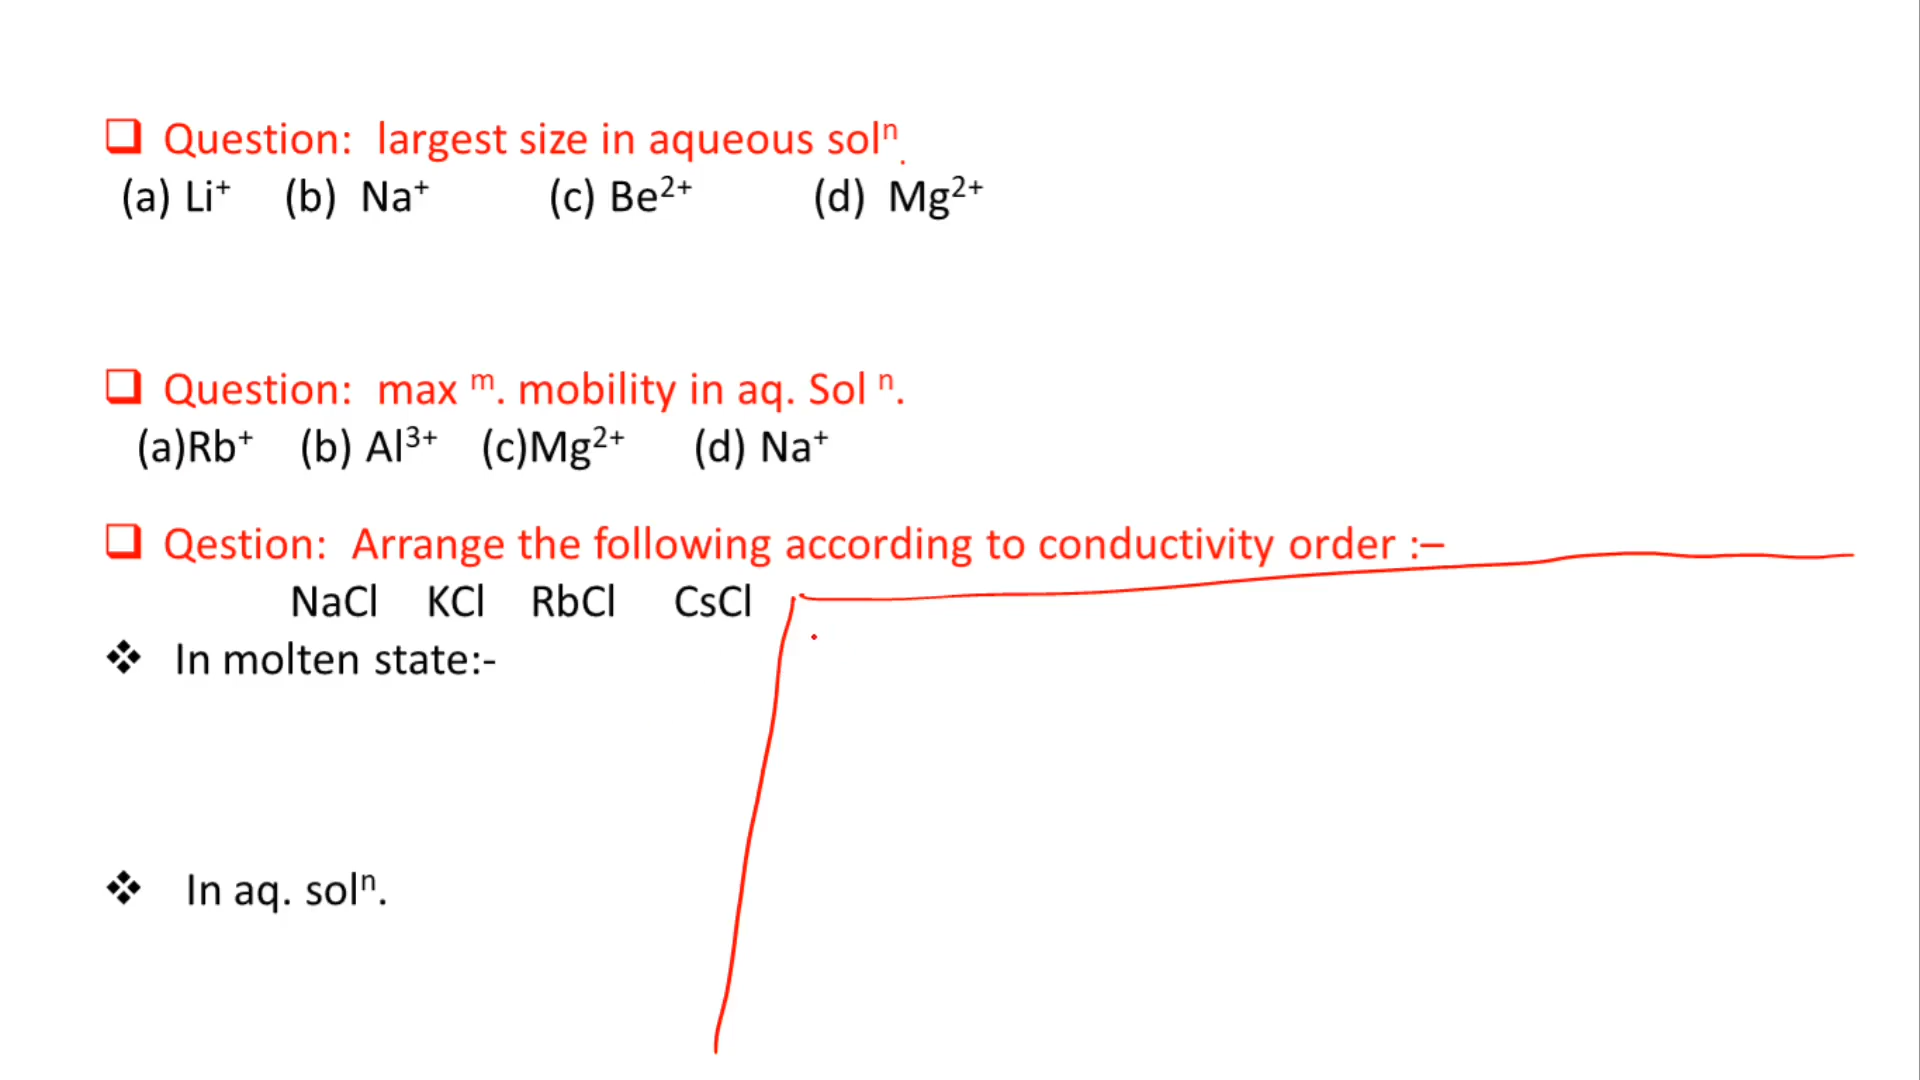 Question: largest size in aqueous solⁿ.
(a) Li⁺ (b) Na⁺ (c) Be²⁺ (d) Mg²⁺
Question: max ᵐ. mobility in aq. Sol ⁿ.
(a)Rb⁺ (b) Al³⁺ (c)Mg²⁺ (d) Na⁺
Qestion: Arrange the following according to conductivity order :–
NaCl KCl RbCl CsCl
In molten state:-
In aq. solⁿ.